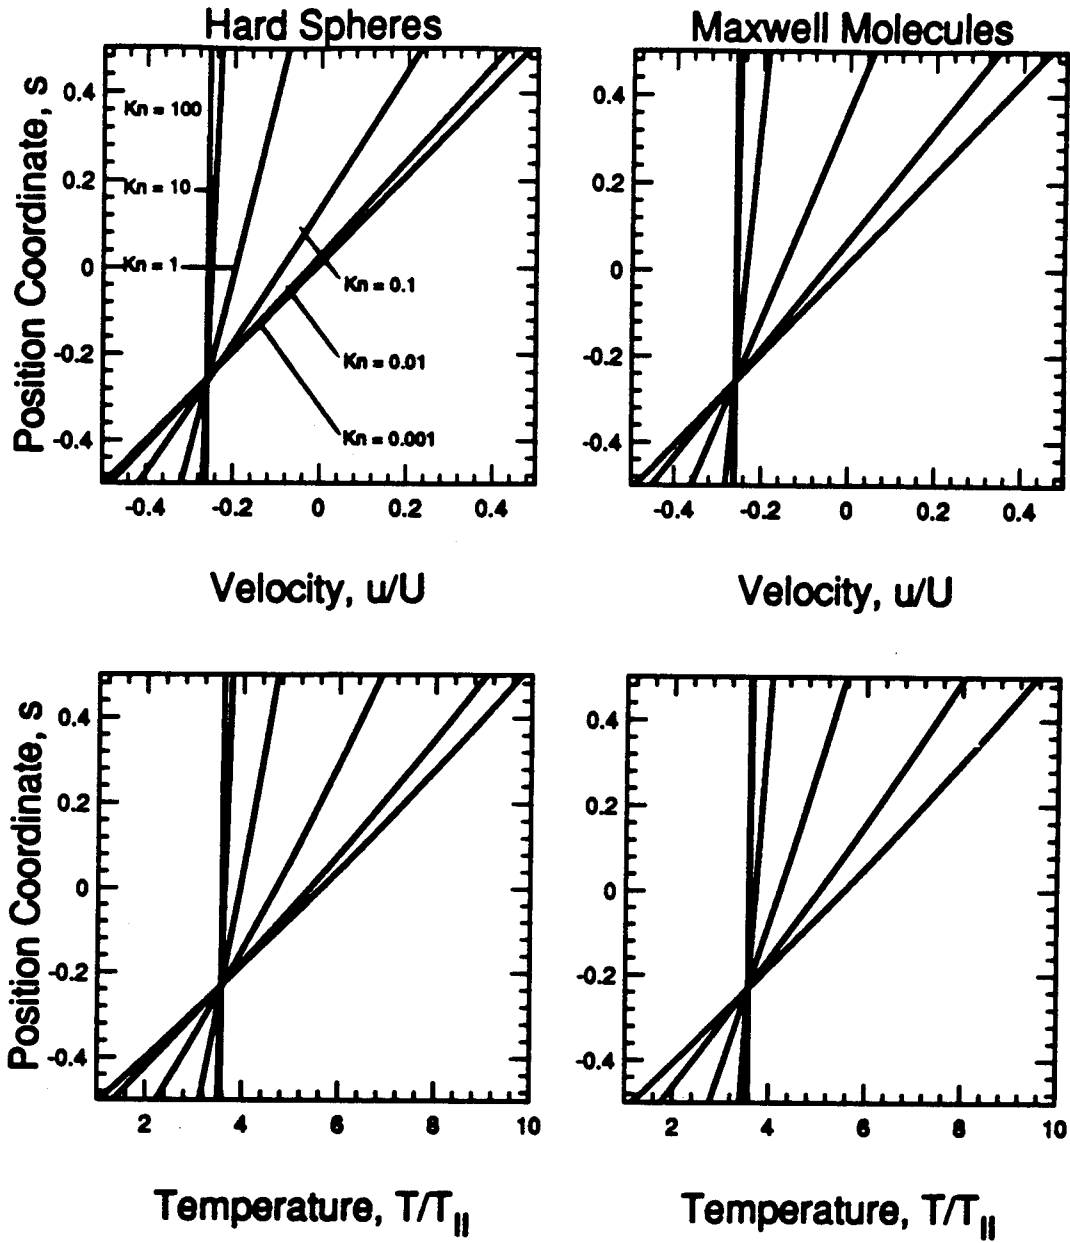 Hard Spheres
Maxwell Molecules
Position Coordinate, s
0.4
0.2
0
-0.2
-0.4
Kn = 100
Kn = 10
Kn = 1
Kn = 0.1
Kn = 0.01
Kn = 0.001
-0.4 -0.2 0 0.2 0.4
Velocity, u/U
0.4
0.2
0
-0.2
-0.4
-0.4 -0.2 0 0.2 0.4
Velocity, u/U
Position Coordinate, s
0.4
0.2
0
-0.2
-0.4
2 4 6 8 10
Temperature, T/T_II
0.4
0.2
0
-0.2
-0.4
2 4 6 8 10
Temperature, T/T_II